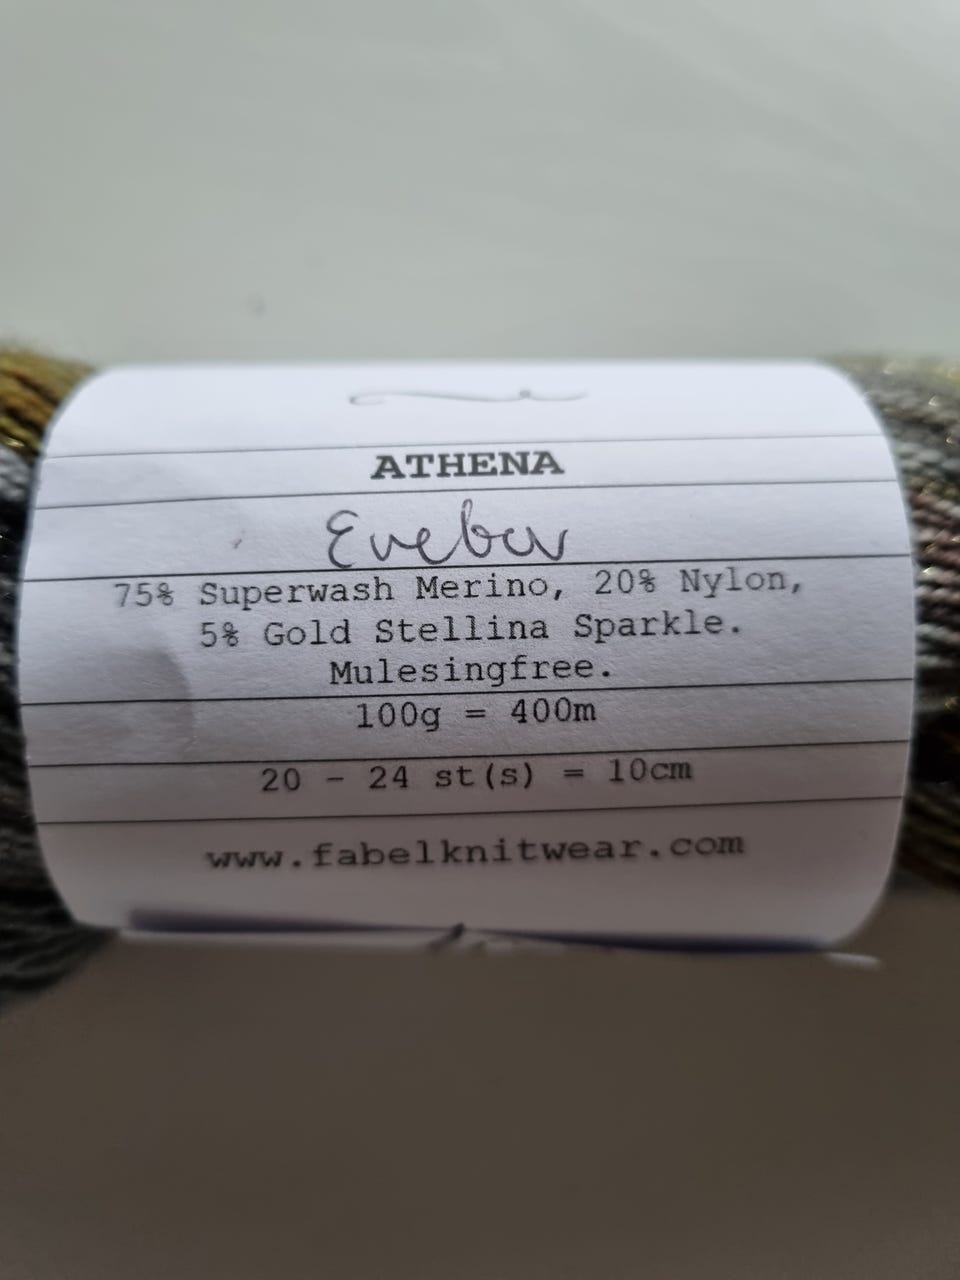 ATHENA
75% Superwash Merino, 20% Nylon,
5% Gold Stellina Sparkle.
Mulesingfree.
100g = 400m
20 - 24 st(s) = 10cm
www.fabelknitwear.com